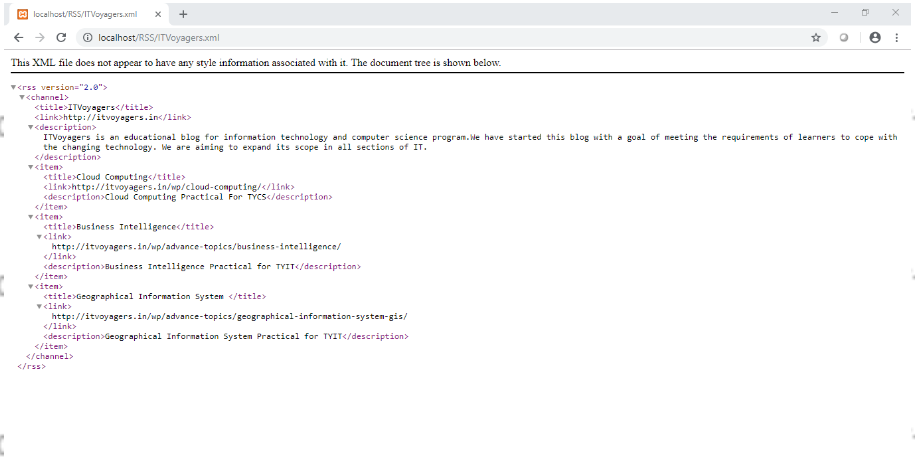 localhost/RSS/ITVoyagers.xml
localhost/RSS/ITVoyagers.xml
This XML file does not appear to have any style information associated with it. The document tree is shown below.
▼<rss version="2.0">
▼<channel>
<title>ITVoyagers</title>
<link>http://itvoyagers.in</link>
▼<description>
ITVoyagers is an educational blog for information technology and computer science program.We have started this blog with a goal of meeting the requirements of learners to cope with
the changing technology. We are aiming to expand its scope in all sections of IT.
</description>
▼<item>
<title>Cloud Computing</title>
<link>http://itvoyagers.in/wp/cloud-computing/</link>
<description>Cloud Computing Practical For TYCS</description>
</item>
▼<item>
<title>Business Intelligence</title>
▼<link>
http://itvoyagers.in/wp/advance-topics/business-intelligence/
</link>
<description>Business Intelligence Practical for TYIT</description>
</item>
▼<item>
<title>Geographical Information System </title>
▼<link>
http://itvoyagers.in/wp/advance-topics/geographical-information-system-gis/
</link>
<description>Geographical Information System Practical for TYIT</description>
</item>
</channel>
</rss>